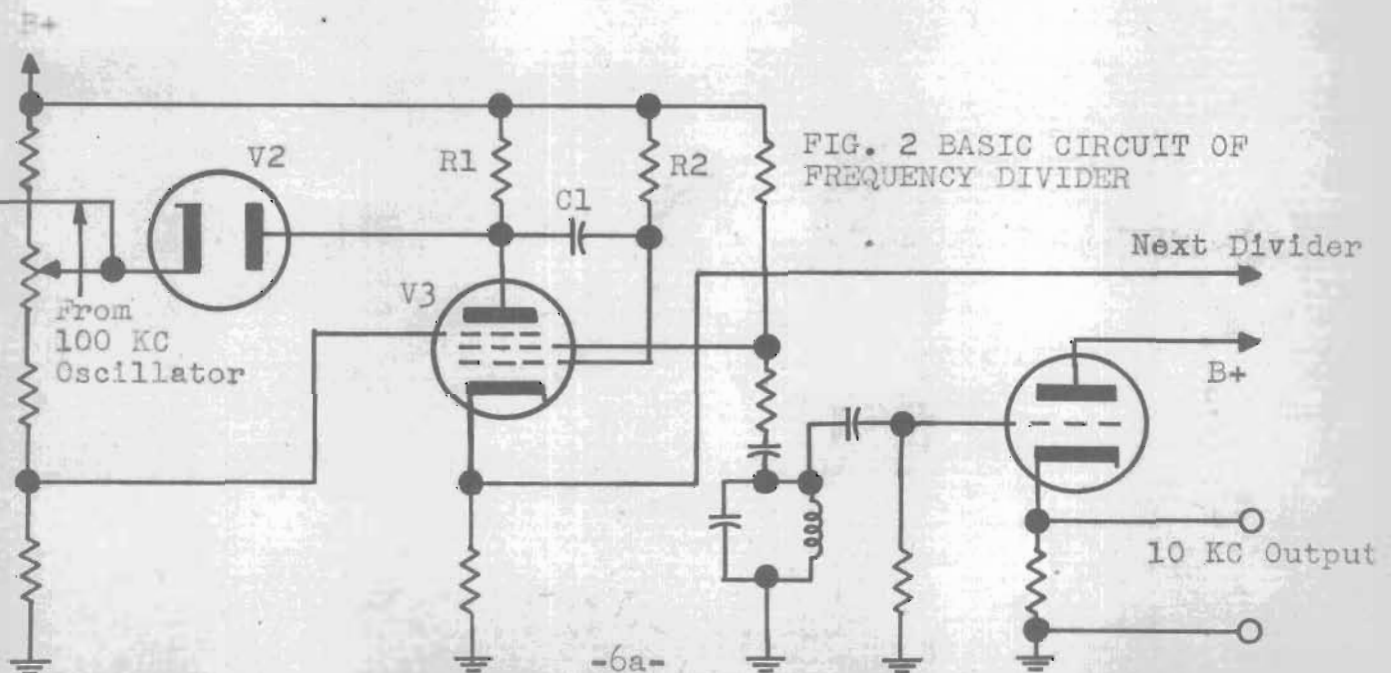 B+
V2
R1
R2
FIG. 2 BASIC CIRCUIT OF
FREQUENCY DIVIDER
C1
Next Divider
V3
From
100 KC
Oscillator
B+
10 KC Output
-6a-